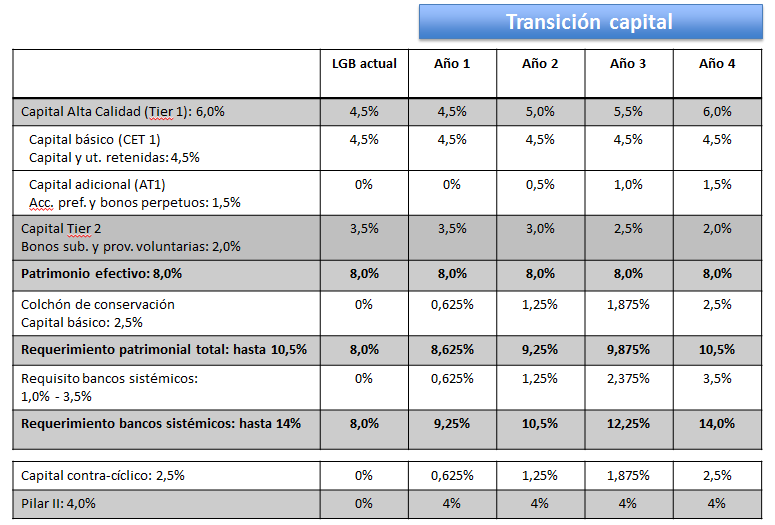 Transición capital
LGB actual Año 1 Año 2 Año 3 Año 4
Capital Alta Calidad (Tier 1): 6,0% 4,5% 4,5% 5,0% 5,5% 6,0%
Capital básico (CET 1)
Capital y ut. retenidas: 4,5% 4,5% 4,5% 4,5% 4,5% 4,5%
Capital adicional (AT1)
Acc. pref. y bonos perpetuos: 1,5% 0% 0% 0,5% 1,0% 1,5%
Capital Tier 2
Bonos sub. y prov. voluntarias: 2,0% 3,5% 3,5% 3,0% 2,5% 2,0%
Patrimonio efectivo: 8,0% 8,0% 8,0% 8,0% 8,0% 8,0%
Colchón de conservación
Capital básico: 2,5% 0% 0,625% 1,25% 1,875% 2,5%
Requerimiento patrimonial total: hasta 10,5% 8,0% 8,625% 9,25% 9,875% 10,5%
Requisito bancos sistémicos:
1,0% - 3,5% 0% 0,625% 1,25% 2,375% 3,5%
Requerimiento bancos sistémicos: hasta 14% 8,0% 9,25% 10,5% 12,25% 14,0%
Capital contra-cíclico: 2,5% 0% 0,625% 1,25% 1,875% 2,5%
Pilar II: 4,0% 0% 4% 4% 4% 4%